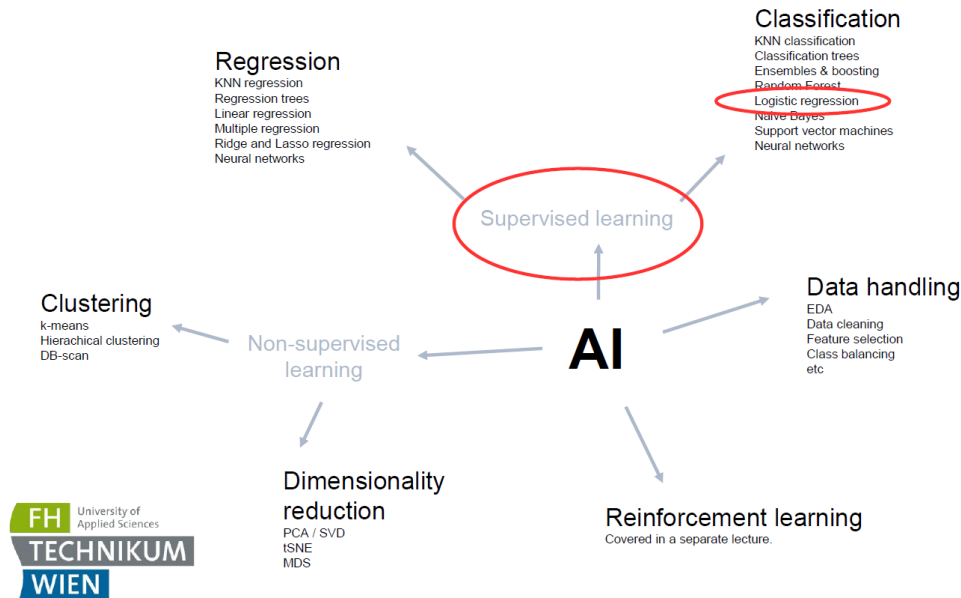 Classification
KNN classification
Classification trees
Ensembles & boosting
Random Forest
Logistic regression
Naive Bayes
Support vector machines
Neural networks
Regression
KNN regression
Regression trees
Linear regression
Multiple regression
Ridge and Lasso regression
Neural networks
Supervised learning
Data handling
EDA
Data cleaning
Feature selection
Class balancing
etc
Clustering
k-means
Hierachical clustering
DB-scan
Non-supervised
learning
AI
Dimensionality
reduction
PCA / SVD
tSNE
MDS
Reinforcement learning
Covered in a separate lecture.
FH
University of
Applied Sciences
TECHNIKUM
WIEN